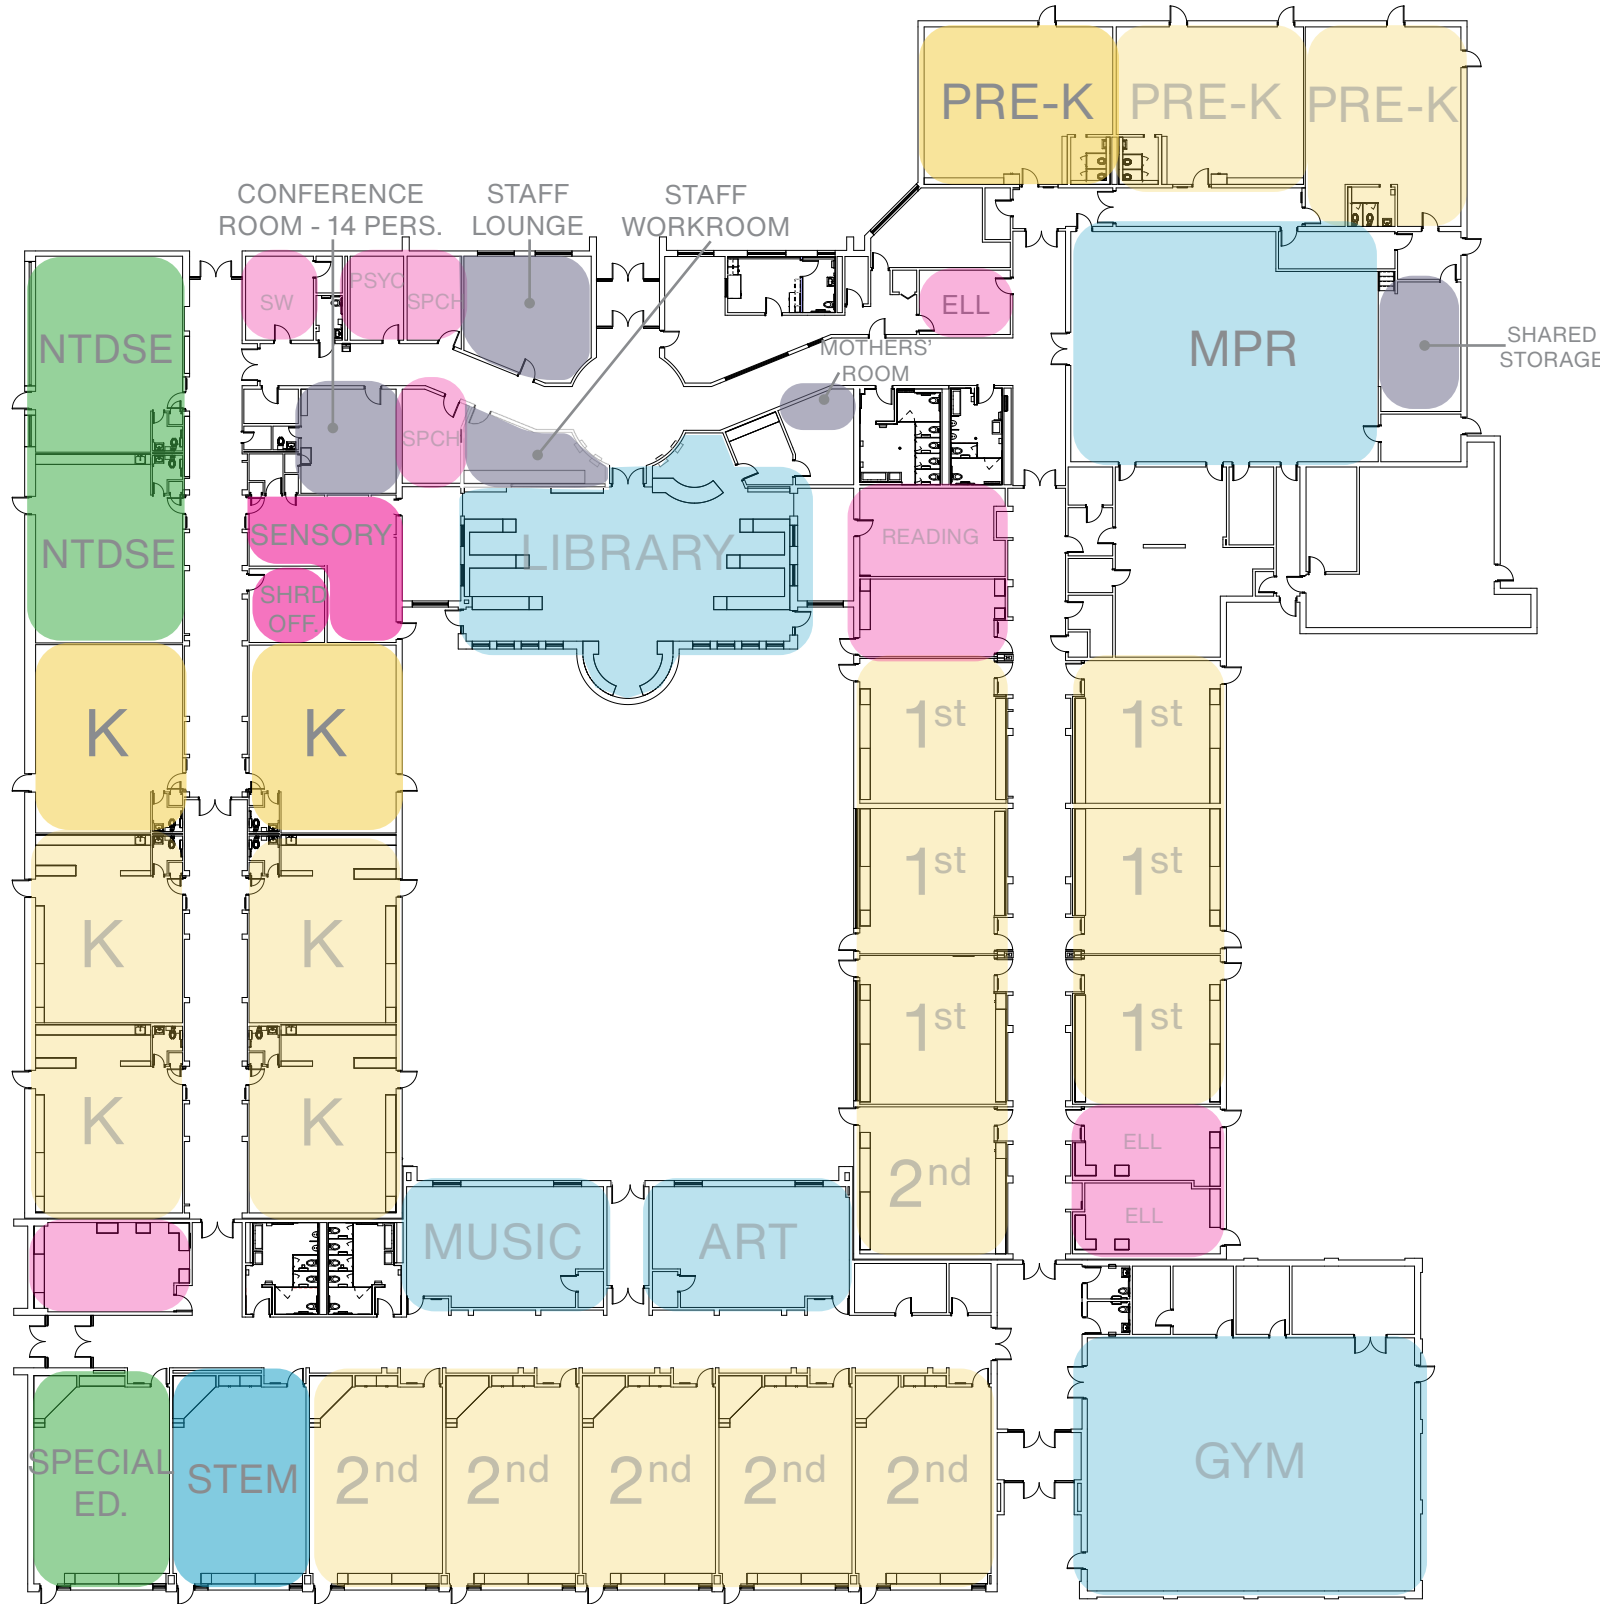 PRE-K
PRE-K
PRE-K
CONFERENCE
ROOM - 14 PERS.
STAFF
LOUNGE
STAFF
WORKROOM
SW
PSYC
SPCH
ELL
NTDSE
MPR
SHARED
STORAGE
MOTHERS'
ROOM
SPCH
SENSORY
NTDSE
LIBRARY
READING
SHRD
OFF.
K
K
1st
1st
1st
1st
K
K
1st
1st
K
K
ELL
2nd
ELL
MUSIC
ART
SPECIAL
ED.
STEM
2nd
2nd
2nd
2nd
2nd
GYM